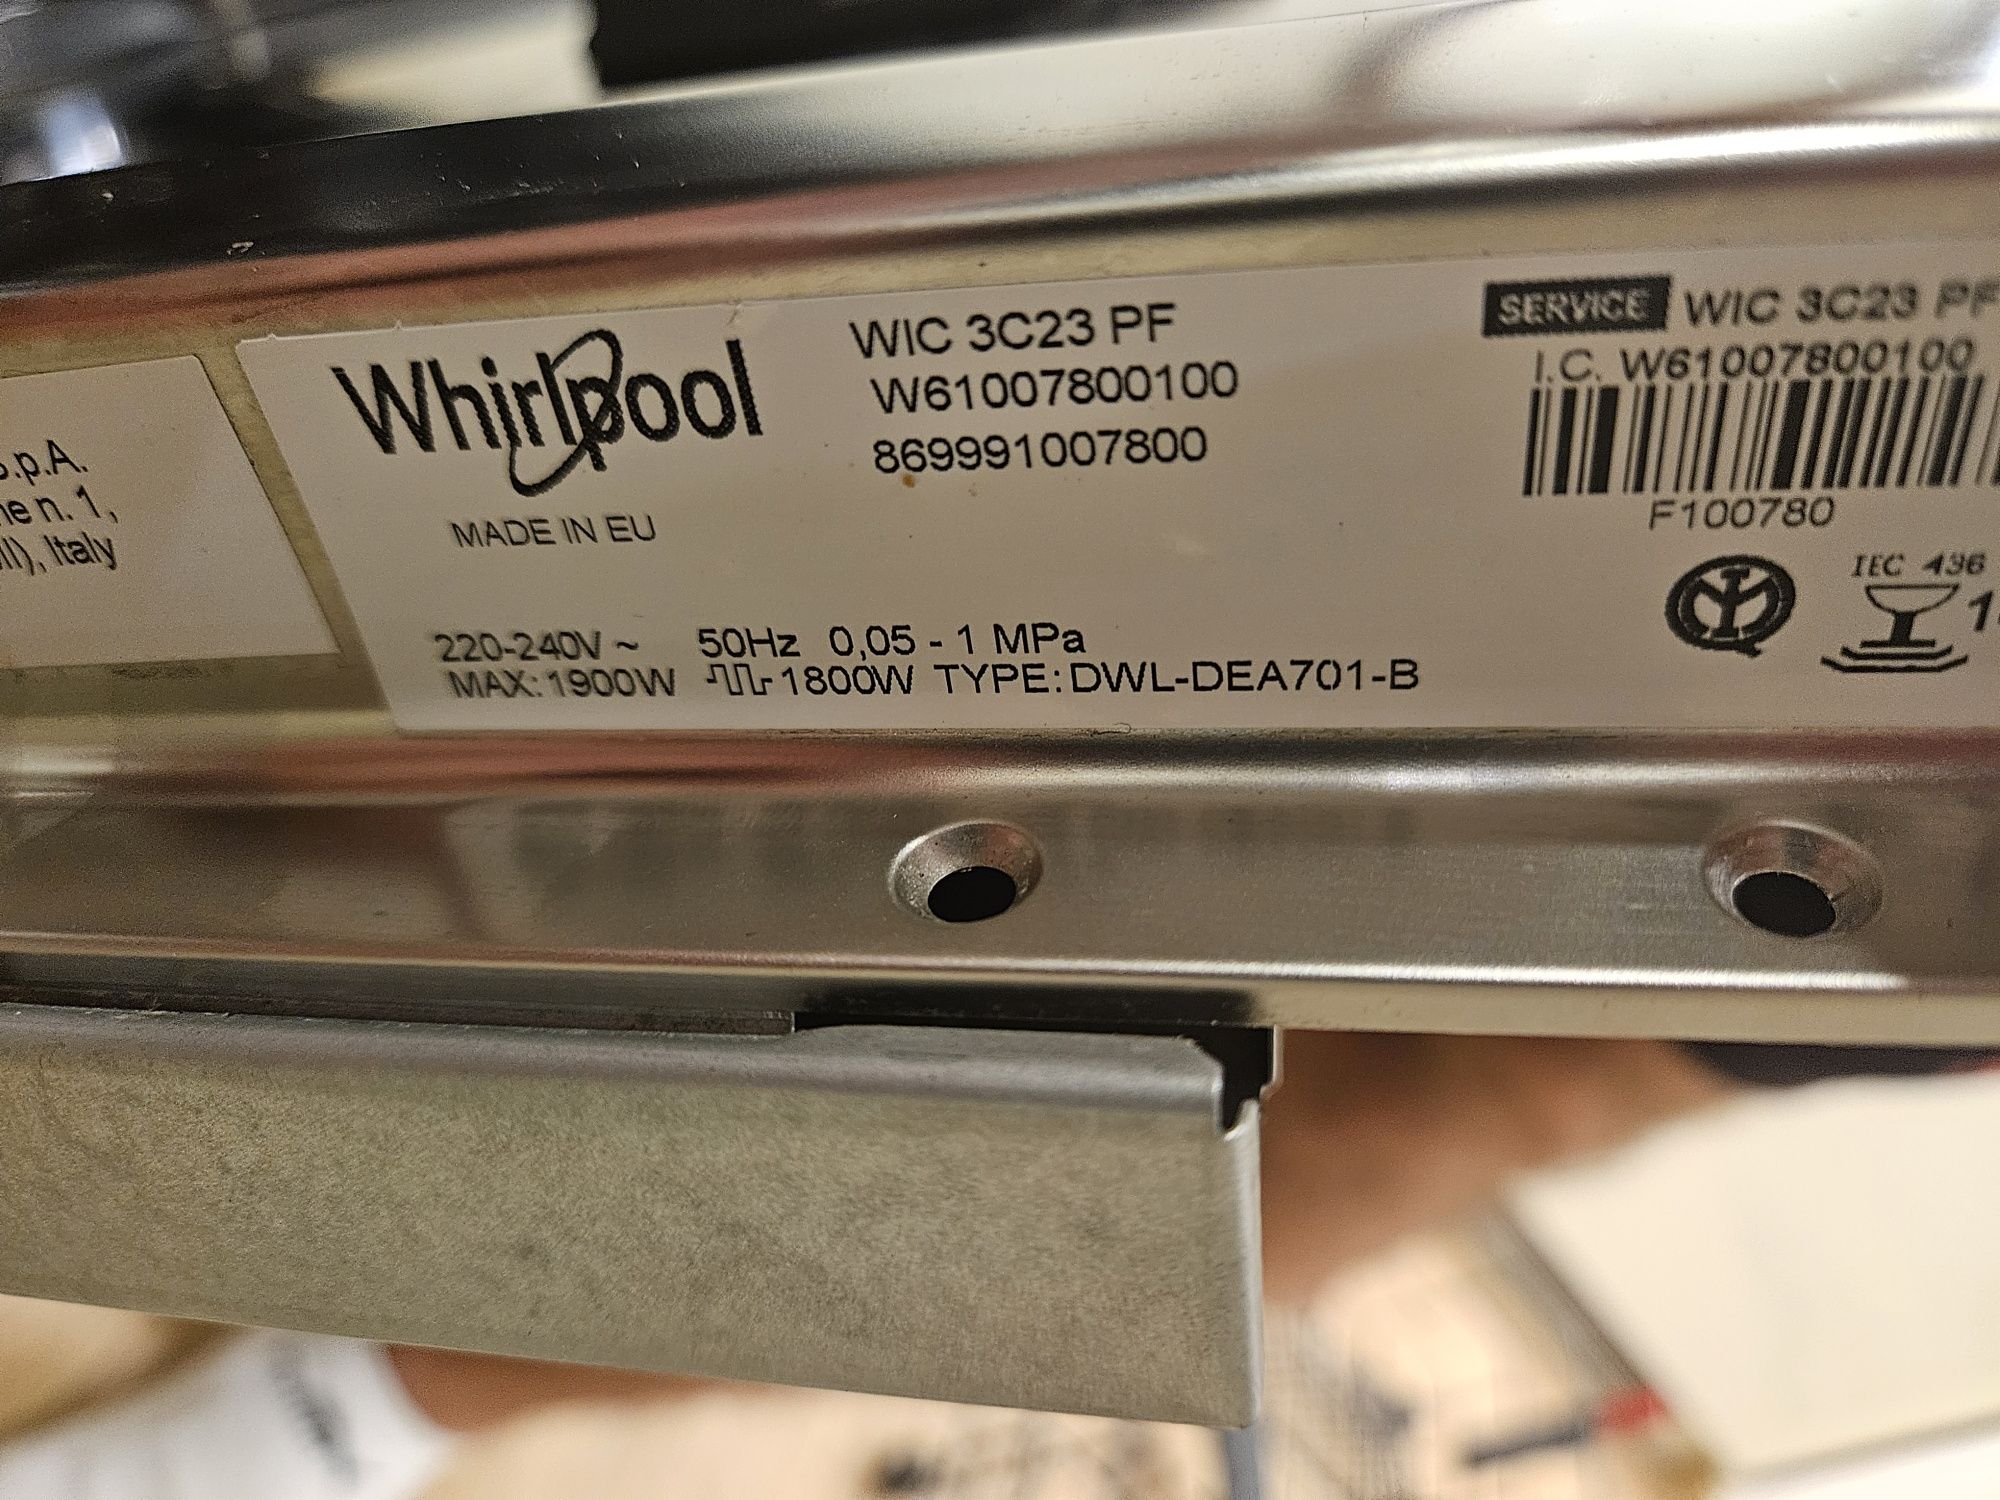 .p.A.
ne n. 1,
Italy
Whirlpool
MADE IN EU
WIC 3C23 PF
W61007800100
869991007800
220-240V ~ 50Hz 0,05 - 1 MPa
MAX: 1900W 1800W TYPE: DWL-DEA701-B
SERVICE WIC 3C23 PF
I.C. W61007800100
F100780
IEC 436